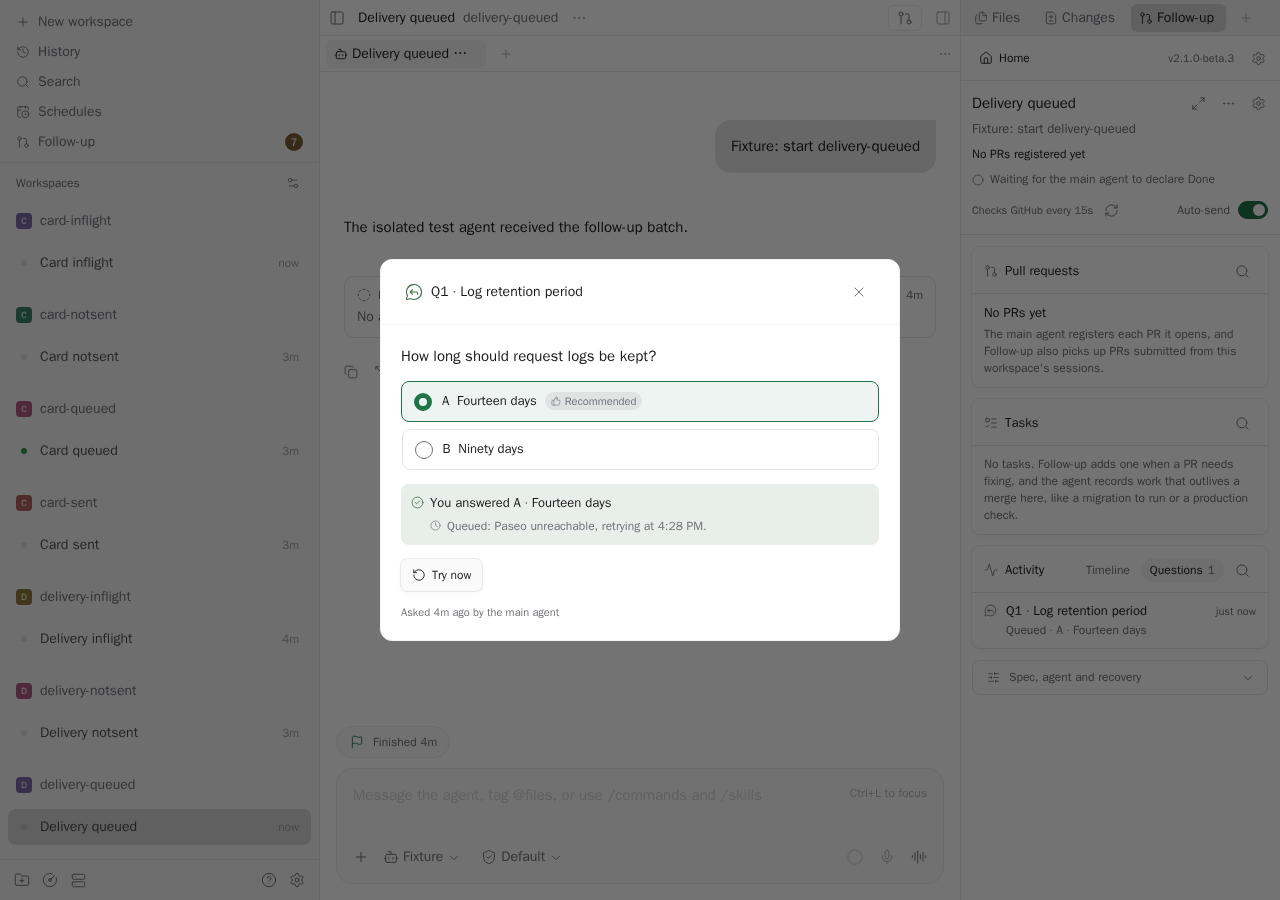 New workspace
History
Search
Schedules
Follow-up 7
Workspaces
C card-inflight
Card inflight now
C card-notsent
Card notsent 3m
C card-queued
Card queued 3m
C card-sent
Card sent 3m
D delivery-inflight
Delivery inflight 4m
D delivery-notsent
Delivery notsent 3m
D delivery-queued
Delivery queued now
Delivery queued delivery-queued
Delivery queued
Fixture: start delivery-queued
The isolated test agent received the follow-up batch.
4m
No
Q1 · Log retention period
How long should request logs be kept?
A Fourteen days Recommended
B Ninety days
You answered A · Fourteen days
Queued: Paseo unreachable, retrying at 4:28 PM.
Try now
Asked 4m ago by the main agent
Finished 4m
Message the agent, tag @files, or use /commands and /skills
Ctrl+L to focus
Fixture Default
Files Changes Follow-up
Home v2.1.0-beta.3
Delivery queued
Fixture: start delivery-queued
No PRs registered yet
Waiting for the main agent to declare Done
Checks GitHub every 15s Auto-send
Pull requests
No PRs yet
The main agent registers each PR it opens, and
Follow-up also picks up PRs submitted from this
workspace's sessions.
Tasks
No tasks. Follow-up adds one when a PR needs
fixing, and the agent records work that outlives a
merge here, like a migration to run or a production
check.
Activity Timeline Questions 1
Q1 · Log retention period just now
Queued · A · Fourteen days
Spec, agent and recovery